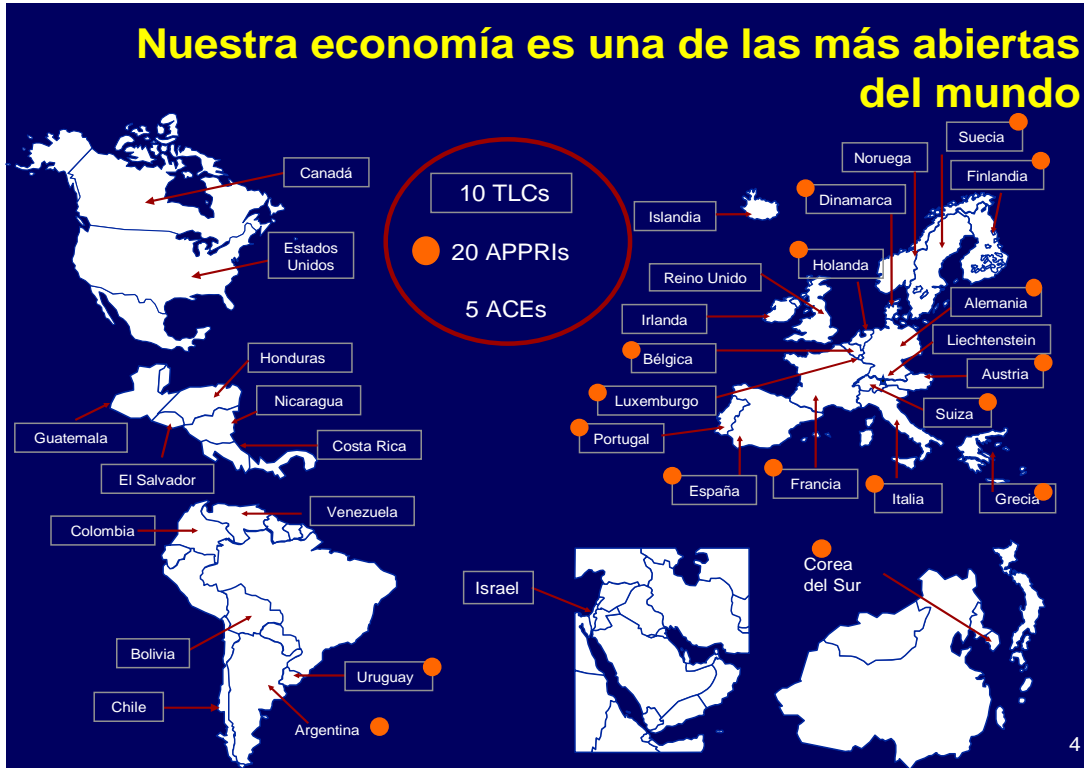 Nuestra economía es una de las más abiertas
del mundo
Canadá
Estados
Unidos
10 TLCs
20 APPRIs
5 ACEs
Honduras
Nicaragua
Guatemala
Costa Rica
El Salvador
Venezuela
Colombia
Bolivia
Uruguay
Chile
Argentina
Suecia
Noruega
Finlandia
Dinamarca
Islandia
Holanda
Reino Unido
Alemania
Irlanda
Liechtenstein
Bélgica
Austria
Luxemburgo
Suiza
Portugal
España
Francia
Italia
Grecia
Israel
Corea
del Sur
4